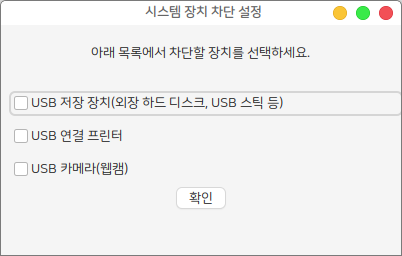 시스템 장치 차단 설정
아래 목록에서 차단할 장치를 선택하세요.
USB 저장 장치(외장 하드 디스크, USB 스틱 등)
USB 연결 프린터
USB 카메라(웹캠)
확인